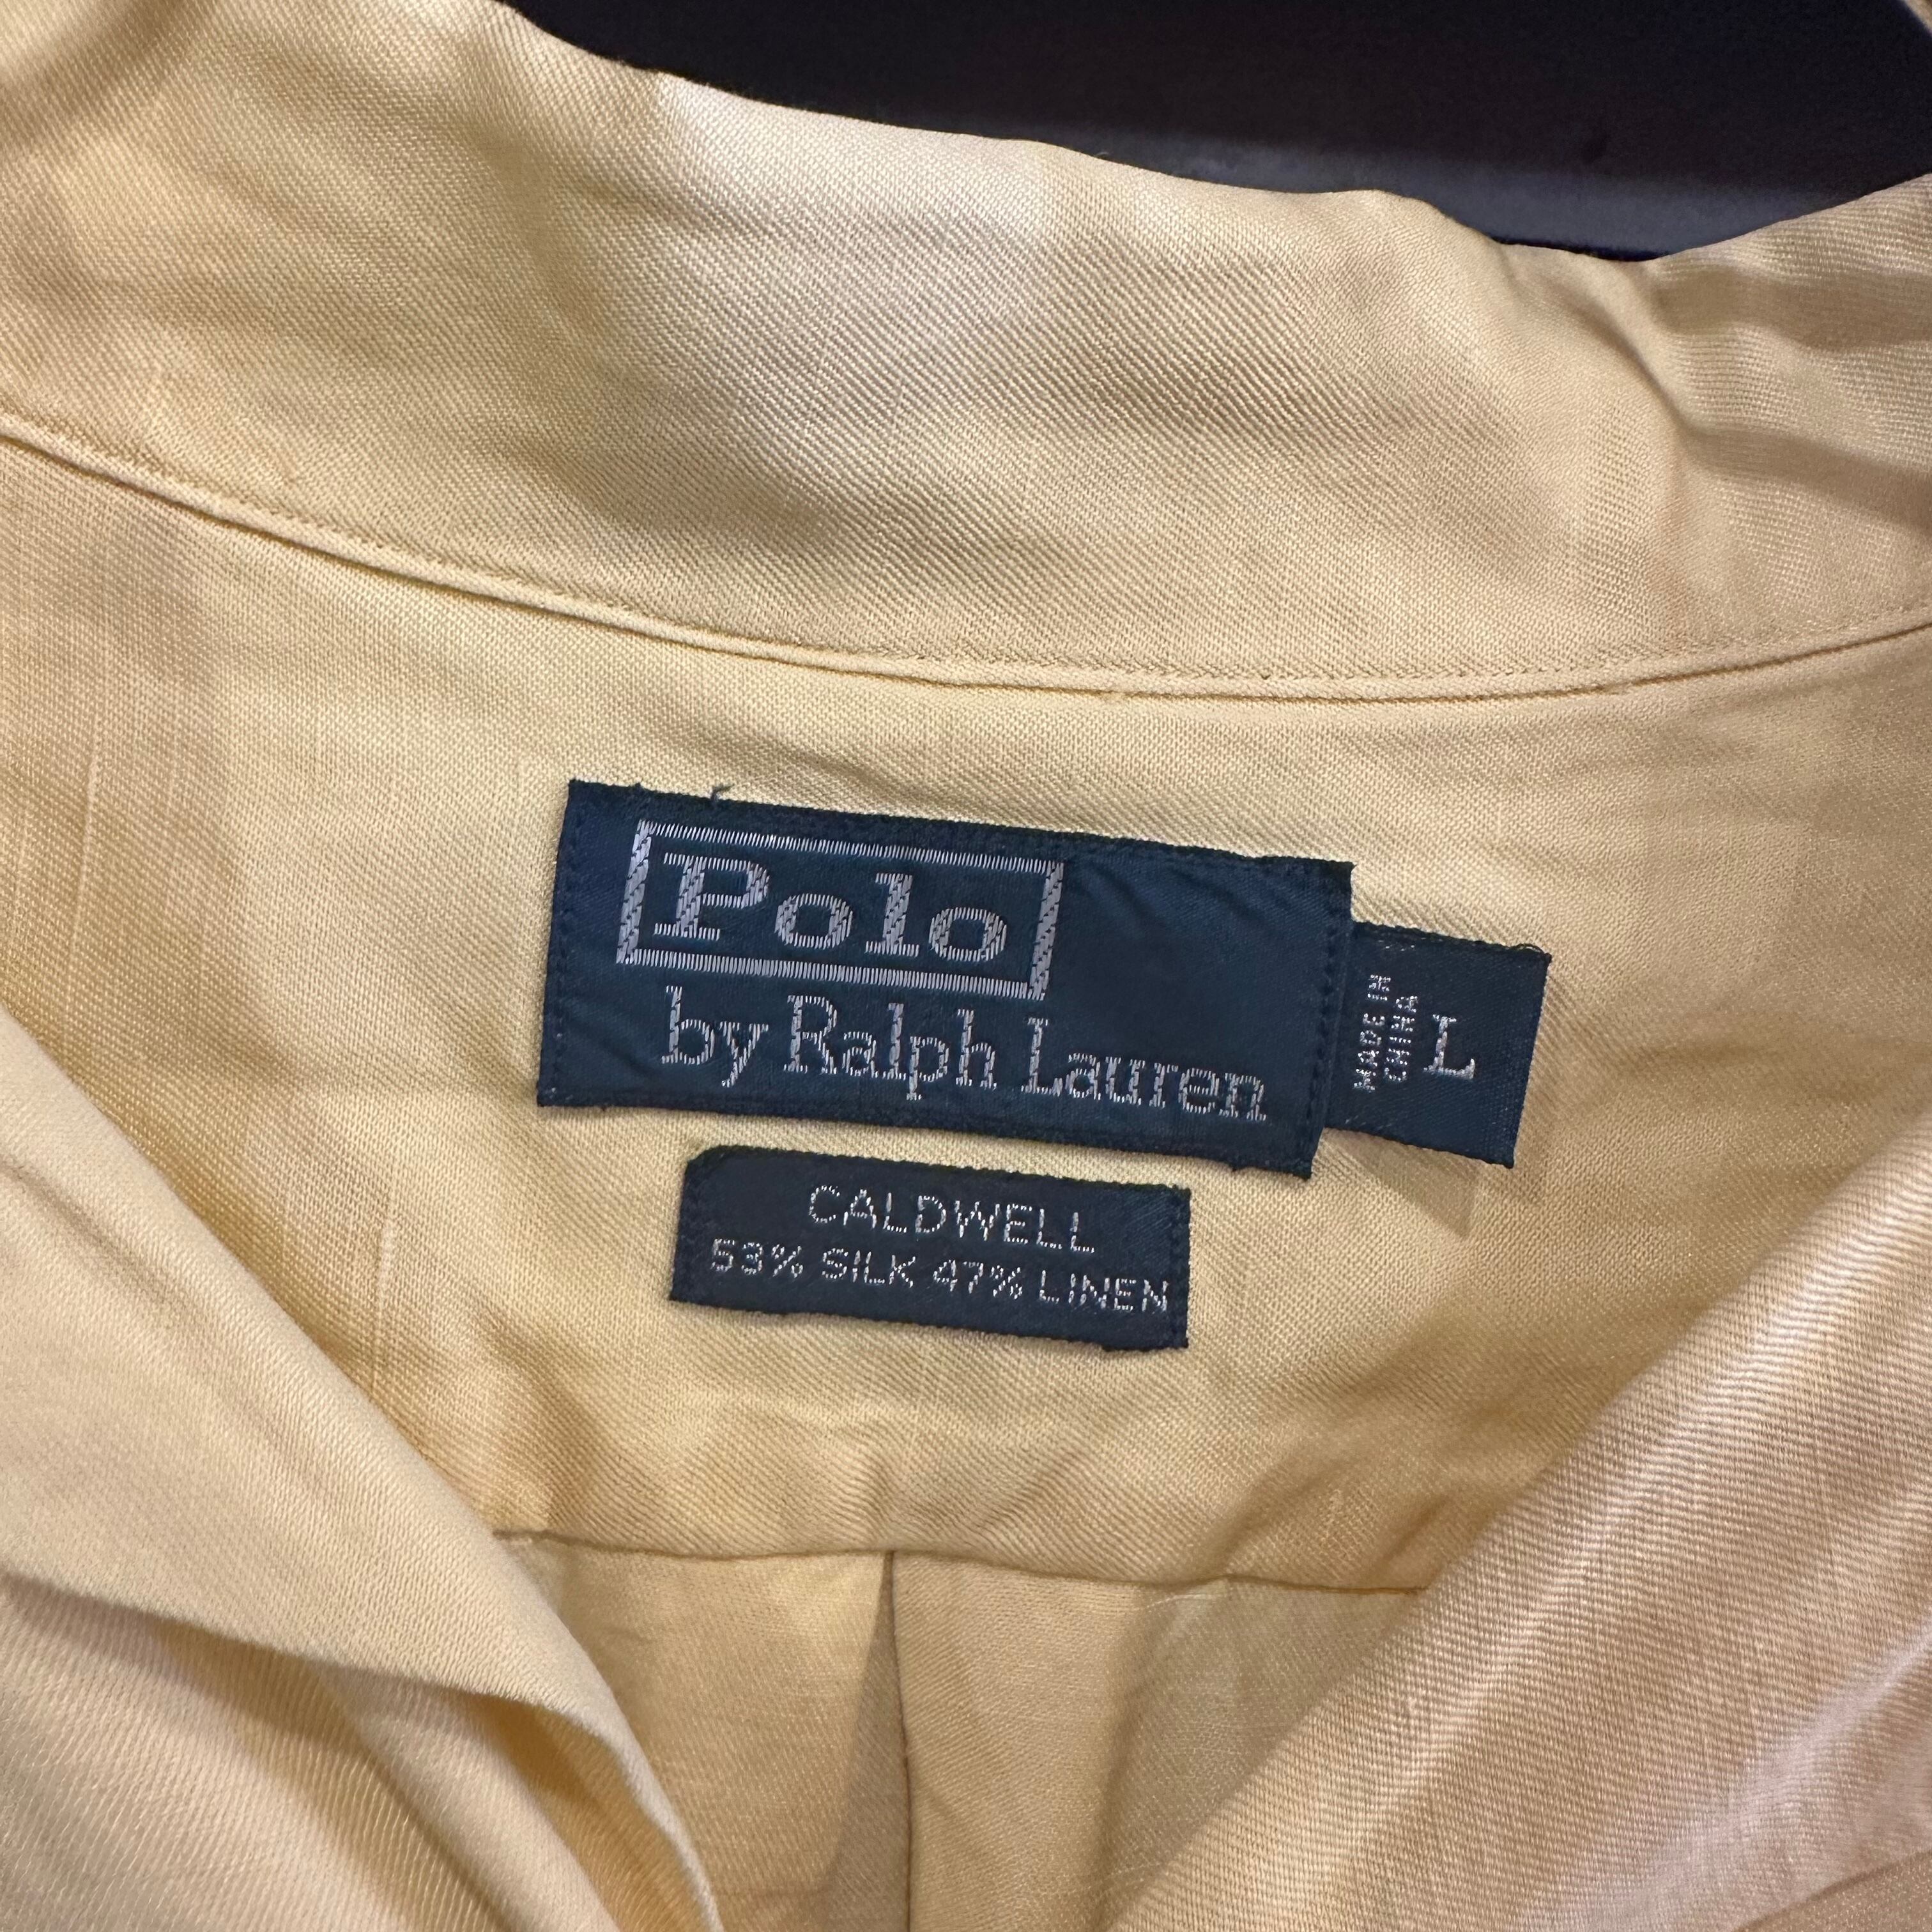 Polo
by Ralph Lauren
MADE IN
CHINA
L
CALDWELL
53% SILK 47% LINEN